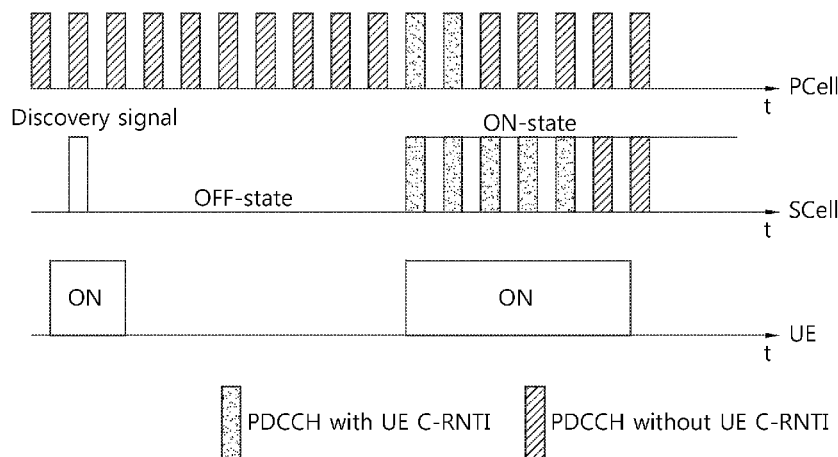 PCell
t
Discovery signal
ON-state
OFF-state
SCell
t
ON
ON
UE
t
PDCCH with UE C-RNTI
PDCCH without UE C-RNTI